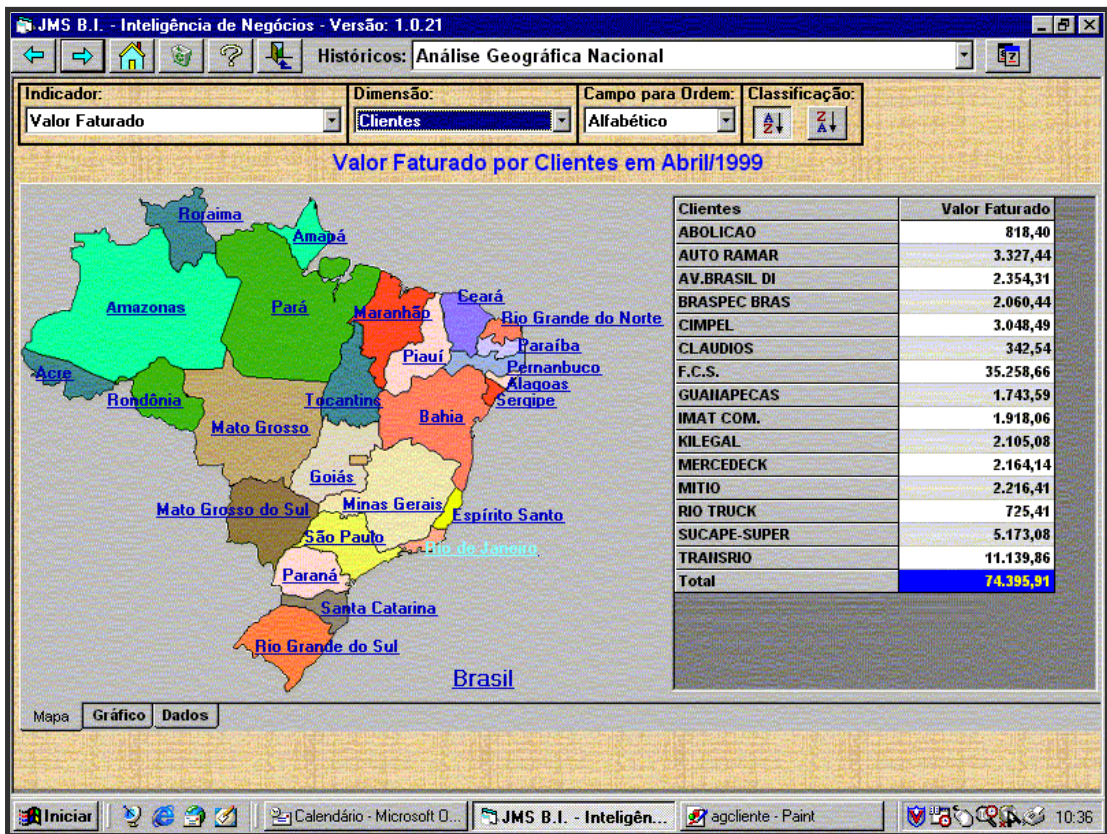 JMS B.I. - Inteligência de Negócios - Versão: 1.0.21
Históricos: Análise Geográfica Nacional
Indicador: Dimensão: Campo para Ordem: Classificação:
Valor Faturado Clientes Alfabético
Valor Faturado por Clientes em Abril/1999
Roraima
Amapá
Amazonas
Pará
Maranhão
Ceará
Rio Grande do Norte
Paraíba
Piauí
Pernambuco
Alagoas
Sergipe
Acre
Rondônia
Tocantins
Bahia
Mato Grosso
Goiás
Mato Grosso do Sul
Minas Gerais
Espírito Santo
São Paulo
Rio de Janeiro
Paraná
Santa Catarina
Rio Grande do Sul
Brasil
Clientes Valor Faturado
ABOLICAO 818,40
AUTO RAMAR 3.327,44
AV.BRASIL DI 2.354,31
BRASPEC BRAS 2.060,44
CIMPEL 3.048,49
CLAUDIOS 342,54
F.C.S. 35.258,66
GUANAPECAS 1.743,59
IMAT COM. 1.918,06
KILEGAL 2.105,08
MERCEDECK 2.164,14
MITIO 2.216,41
RIO TRUCK 725,41
SUCAPE-SUPER 5.173,08
TRANSRIO 11.139,86
Total 74.395,91
Mapa Gráfico Dados
Iniciar Calendário - Microsoft O... JMS B.I. - Inteligên... agcliente - Paint 10:36